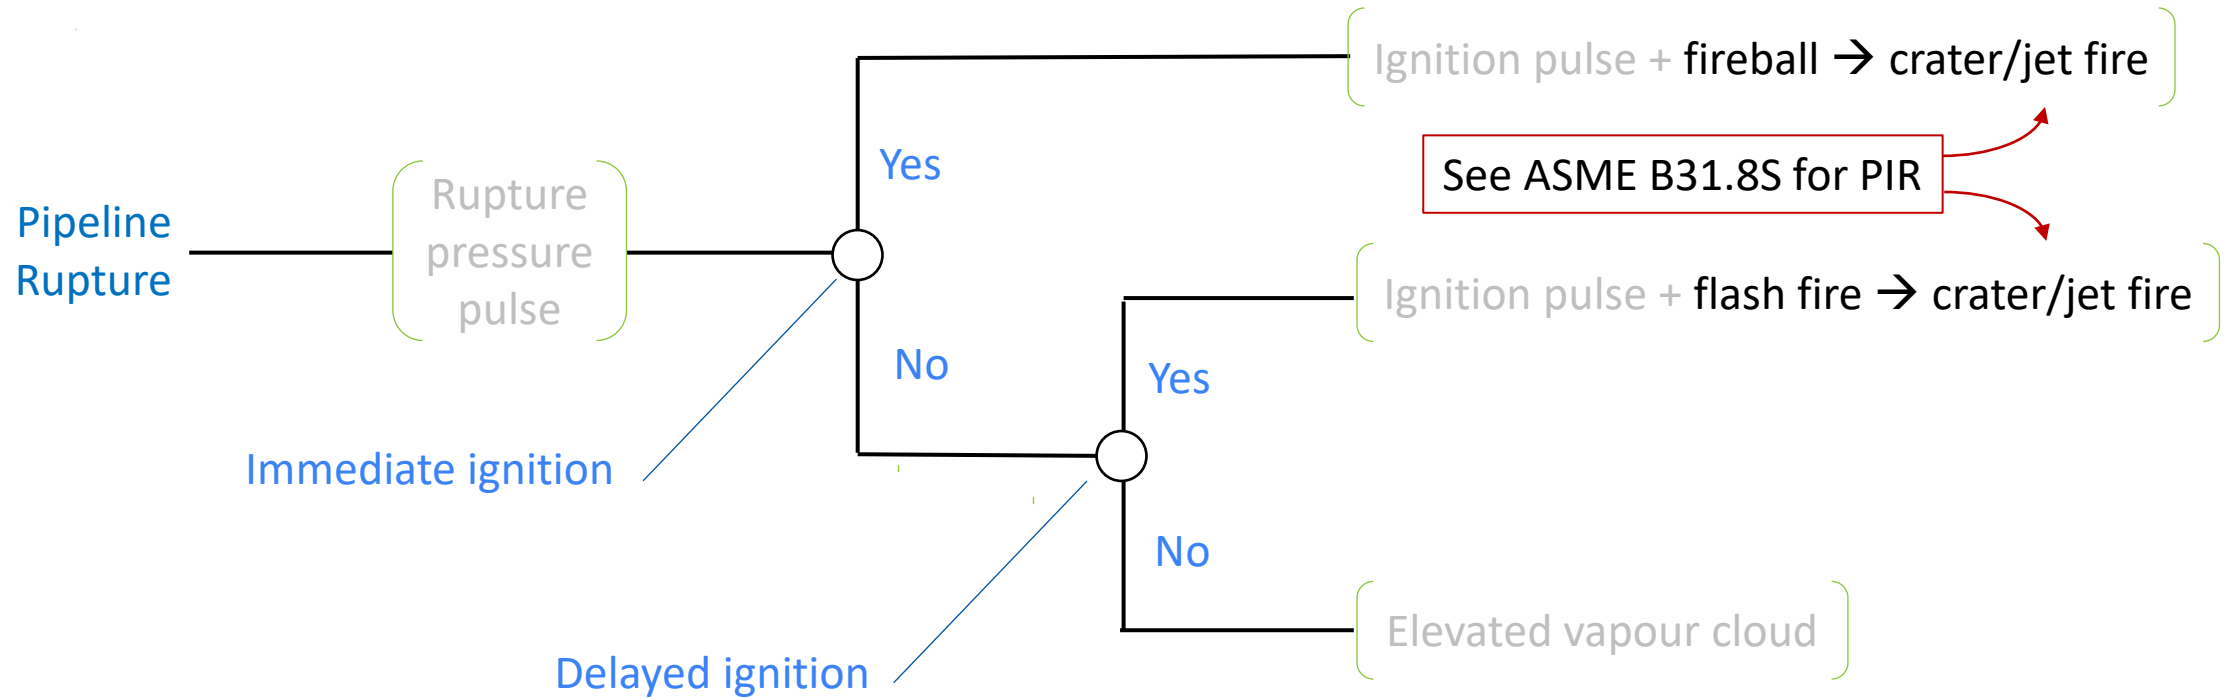 Ignition pulse + fireball → crater/jet fire
Yes
See ASME B31.8S for PIR
Pipeline
Rupture
Rupture
pressure
pulse
Ignition pulse + flash fire → crater/jet fire
No
Yes
Immediate ignition
No
Elevated vapour cloud
Delayed ignition